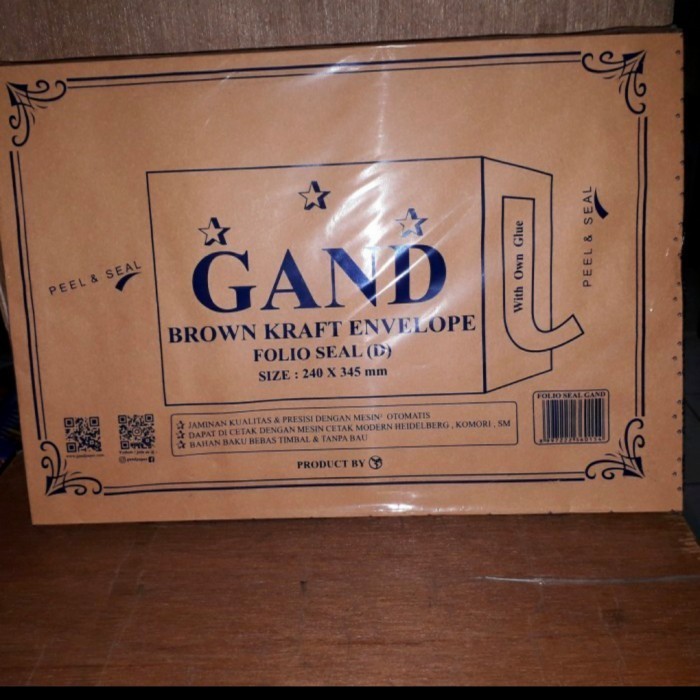 PEEL & SEAL
GAND
BROWN KRAFT ENVELOPE
FOLIO SEAL (D)
SIZE : 240 X 345 mm
With Own Glue
PEEL & SEAL
JAMINAN KUALITAS & PRESISI DENGAN MESIN² OTOMATIS
DAPAT DI CETAK DENGAN MESIN CETAK MODERN HEIDELBERG , KOMORI , SM
BAHAN BAKU BEBAS TIMBAL & TANPA BAU
PRODUCT BY
FOLIO SEAL GAND